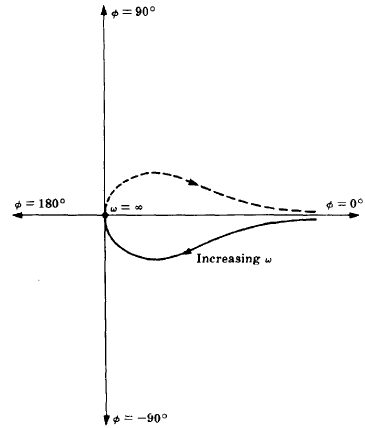 ϕ = 90°
ϕ = 180°
ω = ∞
ϕ = 0°
Increasing ω
ϕ = −90°